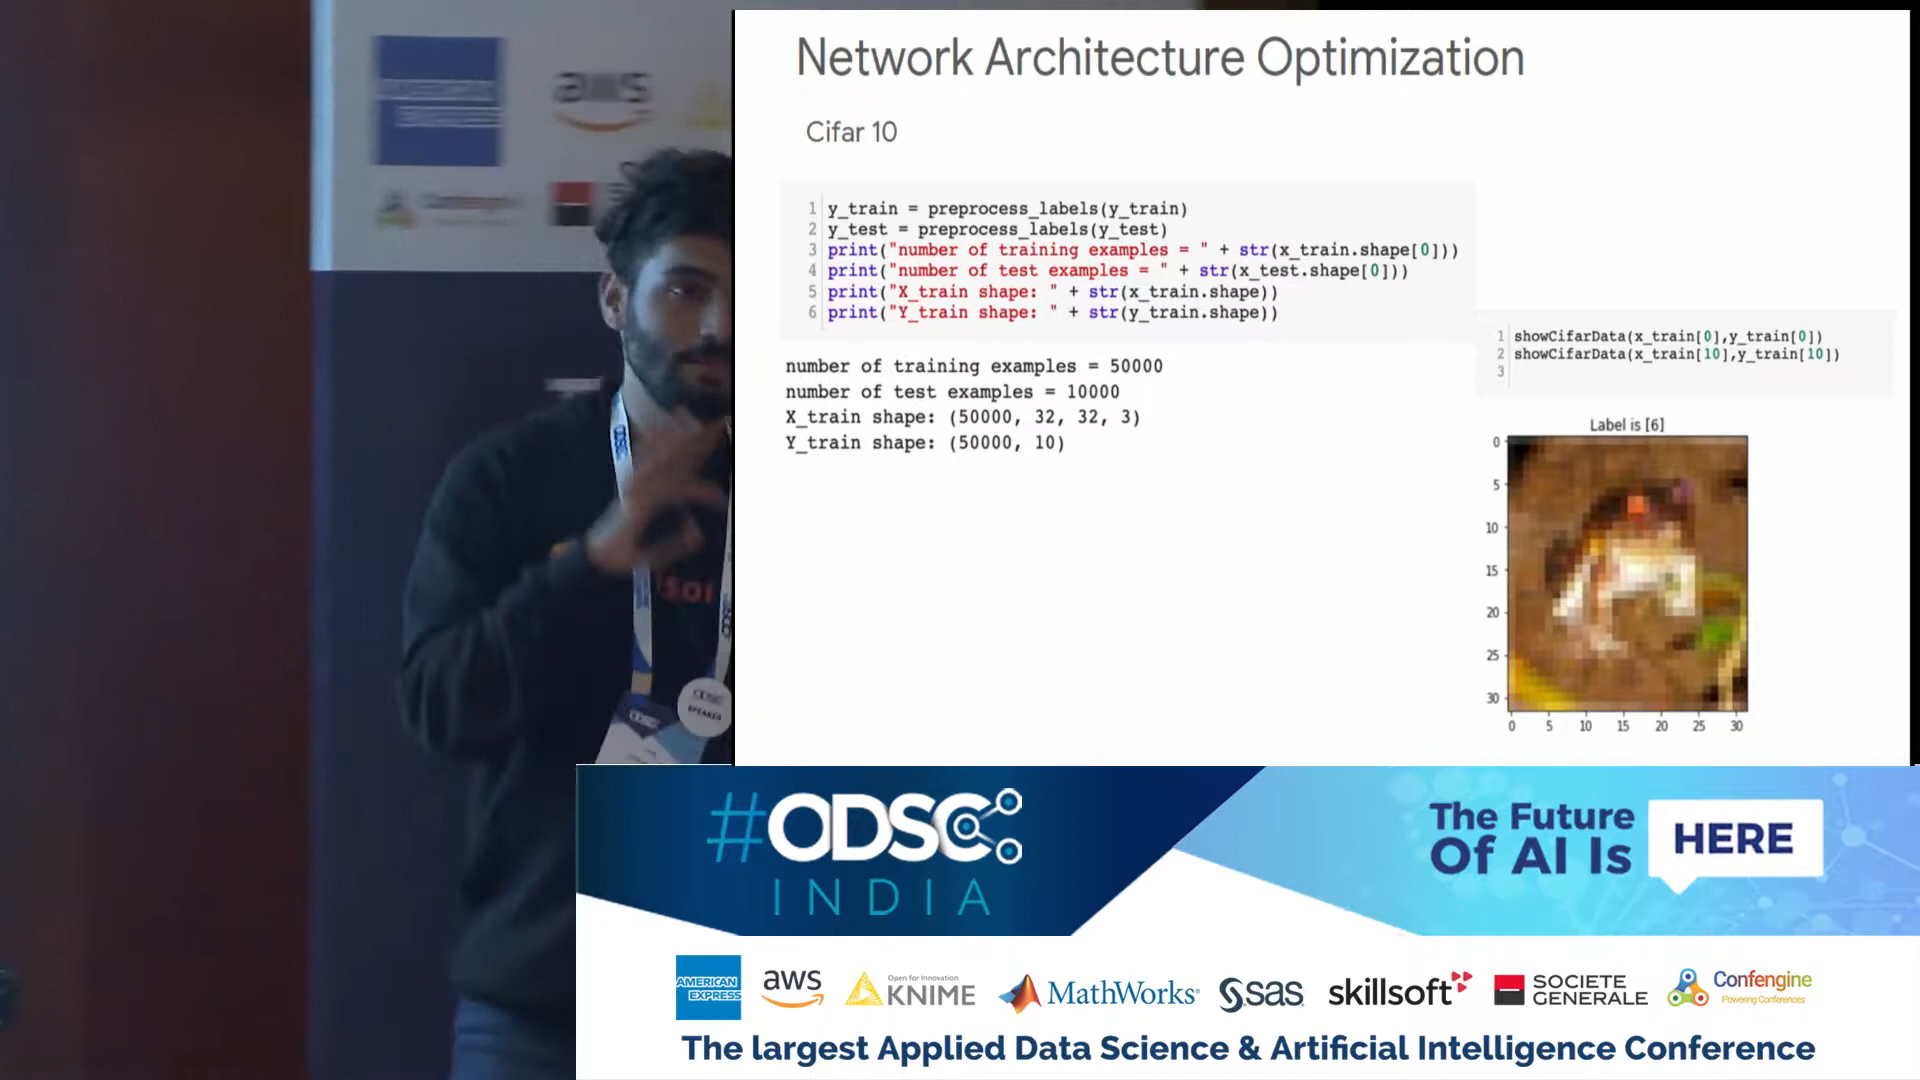 aws
Network Architecture Optimization
Cifar 10
1 y_train = preprocess_labels(y_train)
2 y_test = preprocess_labels(y_test)
3 print("number of training examples = " + str(x_train.shape[0]))
4 print("number of test examples = " + str(x_test.shape[0]))
5 print("X_train shape: " + str(x_train.shape))
6 print("Y_train shape: " + str(y_train.shape))
number of training examples = 50000
number of test examples = 10000
X_train shape: (50000, 32, 32, 3)
Y_train shape: (50000, 10)
1 showCifarData(x_train[0],y_train[0])
2 showCifarData(x_train[10],y_train[10])
3
Label is [6]
0
5
10
15
20
25
30
0 5 10 15 20 25 30
ODSC
SPEAKER
#ODSC
INDIA
The Future
Of AI Is
HERE
AMERICAN
EXPRESS
aws
Open for Innovation
KNIME
MathWorks
SSAS
skillsoft
SOCIETE
GENERALE
Confengine
Powering Conferences
The largest Applied Data Science & Artificial Intelligence Conference